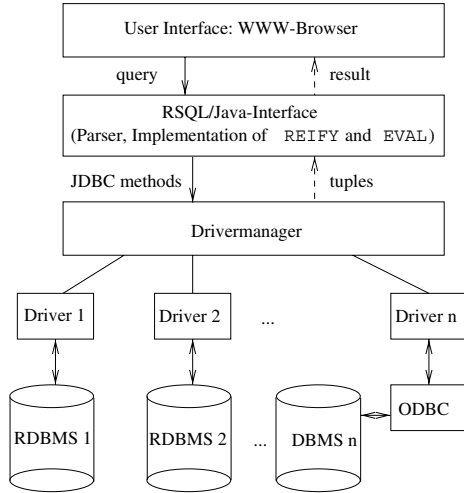 User Interface: WWW-Browser
query
result
RSQL/Java-Interface
(Parser, Implementation of REIFY and EVAL)
JDBC methods
tuples
Drivermanager
Driver 1
Driver 2
...
Driver n
ODBC
RDBMS 1
RDBMS 2
...
DBMS n